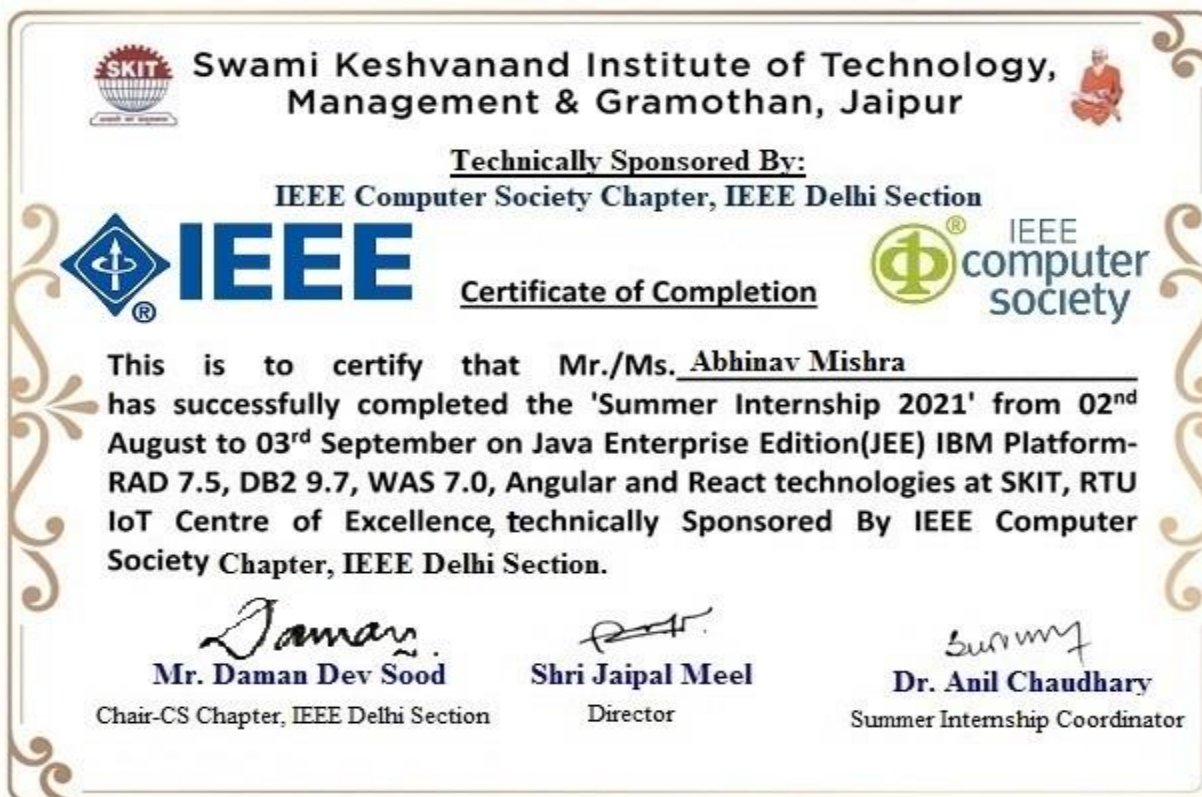 SKIT
Swami Keshvanand Institute of Technology,
Management & Gramothan, Jaipur
Technically Sponsored By:
IEEE Computer Society Chapter, IEEE Delhi Section
IEEE
®
®
IEEE
computer
society
Certificate of Completion
This is to certify that Mr./Ms. Abhinav Mishra
has successfully completed the 'Summer Internship 2021' from 02nd
August to 03rd September on Java Enterprise Edition(JEE) IBM Platform-
RAD 7.5, DB2 9.7, WAS 7.0, Angular and React technologies at SKIT, RTU
IoT Centre of Excellence, technically Sponsored By IEEE Computer
Society Chapter, IEEE Delhi Section.
Daman
Mr. Daman Dev Sood
Chair-CS Chapter, IEEE Delhi Section
Shri Jaipal Meel
Director
Dr. Anil Chaudhary
Summer Internship Coordinator